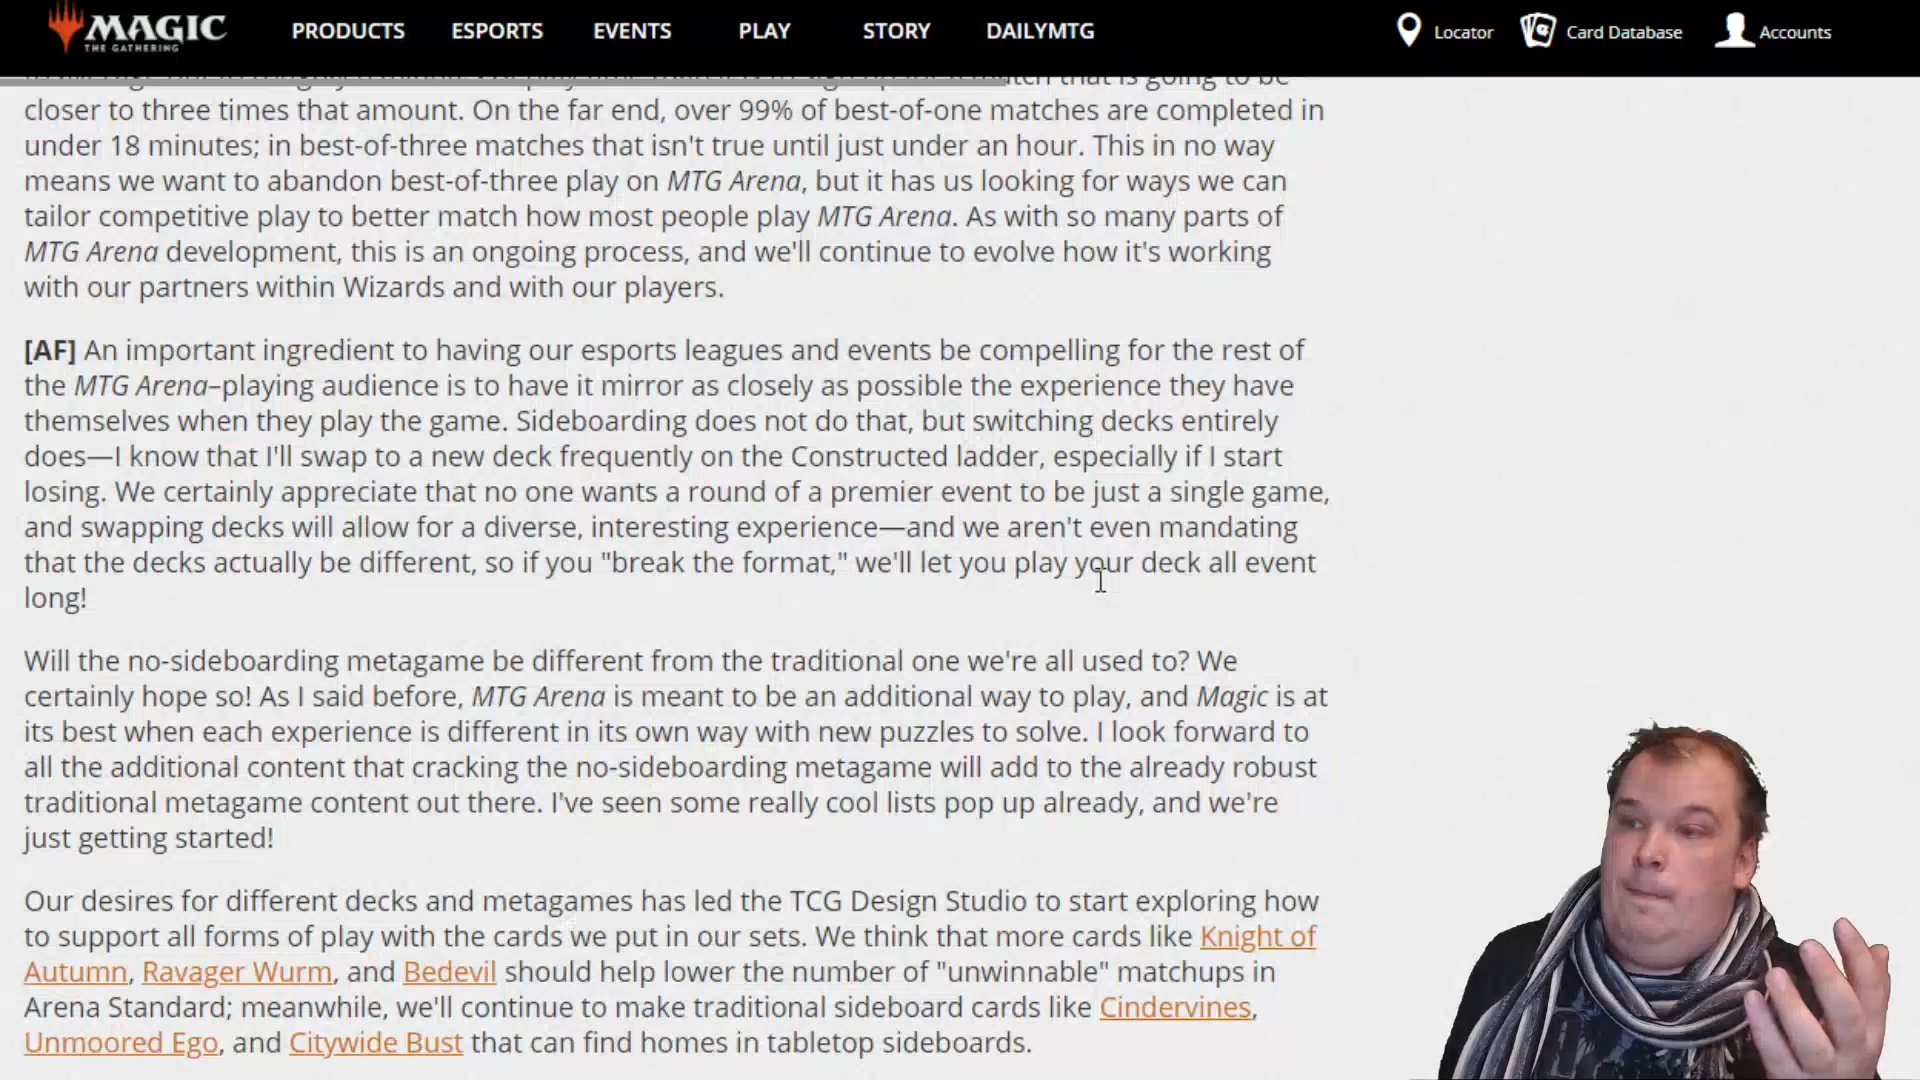 MAGIC
THE GATHERING
PRODUCTS
ESPORTS
EVENTS
PLAY
STORY
DAILYMTG
Locator
Card Database
Accounts
that is going to be
closer to three times that amount. On the far end, over 99% of best-of-one matches are completed in
under 18 minutes; in best-of-three matches that isn't true until just under an hour. This in no way
means we want to abandon best-of-three play on MTG Arena, but it has us looking for ways we can
tailor competitive play to better match how most people play MTG Arena. As with so many parts of
MTG Arena development, this is an ongoing process, and we'll continue to evolve how it's working
with our partners within Wizards and with our players.
[AF] An important ingredient to having our esports leagues and events be compelling for the rest of
the MTG Arena–playing audience is to have it mirror as closely as possible the experience they have
themselves when they play the game. Sideboarding does not do that, but switching decks entirely
does—I know that I'll swap to a new deck frequently on the Constructed ladder, especially if I start
losing. We certainly appreciate that no one wants a round of a premier event to be just a single game,
and swapping decks will allow for a diverse, interesting experience—and we aren't even mandating
that the decks actually be different, so if you "break the format," we'll let you play your deck all event
long!
Will the no-sideboarding metagame be different from the traditional one we're all used to? We
certainly hope so! As I said before, MTG Arena is meant to be an additional way to play, and Magic is at
its best when each experience is different in its own way with new puzzles to solve. I look forward to
all the additional content that cracking the no-sideboarding metagame will add to the already robust
traditional metagame content out there. I've seen some really cool lists pop up already, and we're
just getting started!
Our desires for different decks and metagames has led the TCG Design Studio to start exploring how
to support all forms of play with the cards we put in our sets. We think that more cards like Knight of
Autumn, Ravager Wurm, and Bedevil should help lower the number of "unwinnable" matchups in
Arena Standard; meanwhile, we'll continue to make traditional sideboard cards like Cindervines,
Unmoored Ego, and Citywide Bust that can find homes in tabletop sideboards.